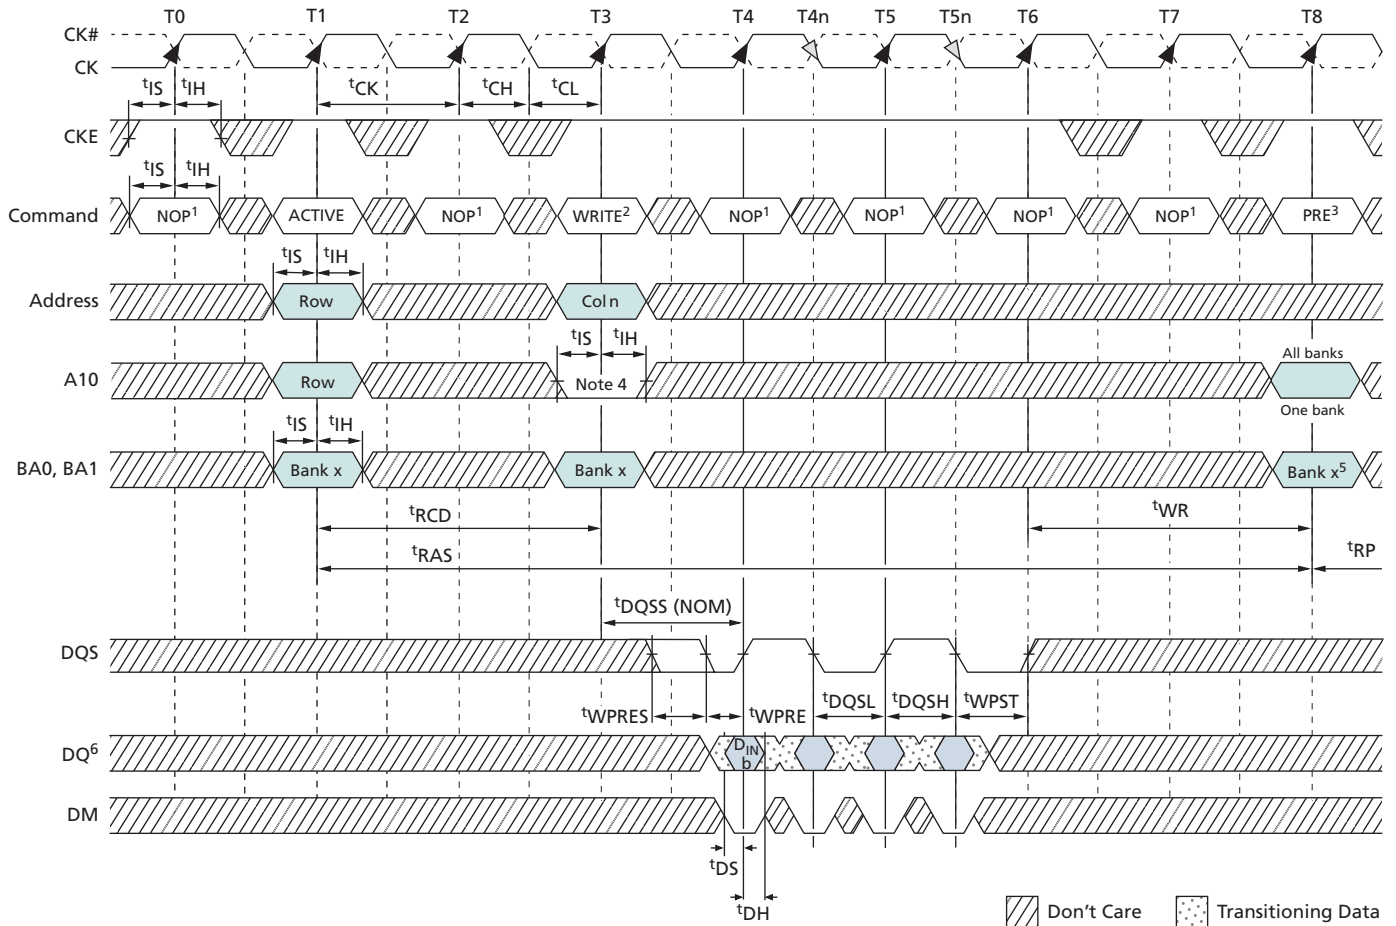 T0 T1 T2 T3 T4 T4n T5 T5n T6 T7 T8
CK#
CK
tIS tIH tCK tCH tCL
CKE
tIS tIH
Command NOP1 ACTIVE NOP1 WRITE2 NOP1 NOP1 NOP1 NOP1 PRE3
tIS tIH
Address Row Col n
tIS tIH
All banks
A10 Row Note 4
One bank
tIS tIH
BA0, BA1 Bank x Bank x Bank x5
tRCD tWR
tRAS tRP
tDQSS (NOM)
DQS
tWPRES tWPRE tDQSL tDQSH tWPST
DQ6 DIN
b
DM
tDS
tDH
Don't Care Transitioning Data